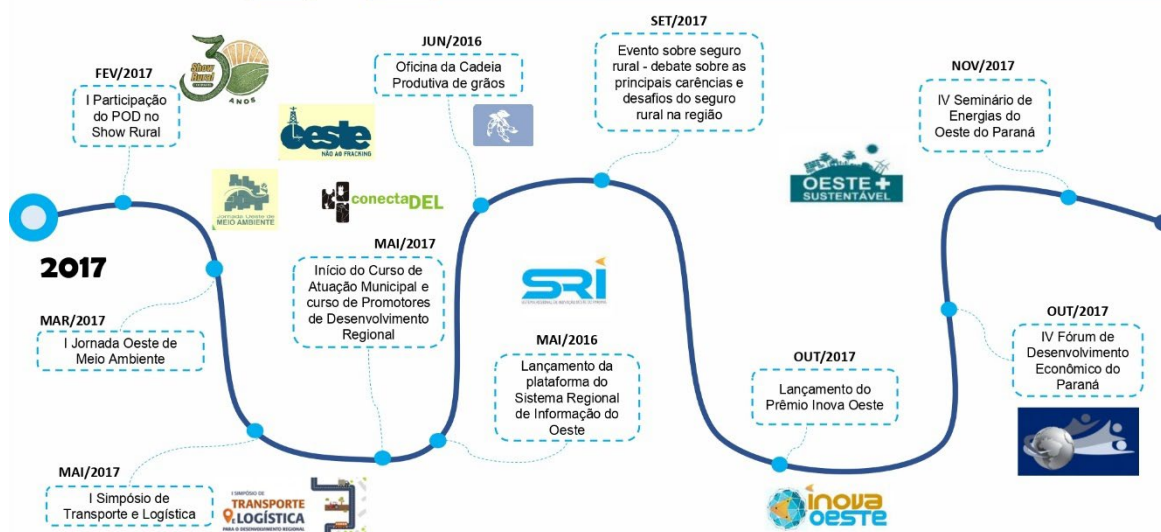 FEV/2017
I Participação
do POD no
Show Rural
30
Show
Rural
ANOS
Oeste
NÃO AO FRACKING
JUN/2016
Oficina da Cadeia
Produtiva de grãos
SET/2017
Evento sobre seguro
rural - debate sobre as
principais carências e
desafios do seguro
rural na região
NOV/2017
IV Seminário de
Energias do
Oeste do Paraná
Jornada Oeste de
MEIO AMBIENTE
conectaDEL
OESTE +
SUSTENTÁVEL
2017
MAR/2017
I Jornada Oeste de
Meio Ambiente
MAI/2017
Início do Curso de
Atuação Municipal e
curso de Promotores
de Desenvolvimento
Regional
SRI
MAI/2016
Lançamento da
plataforma do
Sistema Regional
de Informação do
Oeste
OUT/2017
Lançamento do
Prêmio Inova Oeste
OUT/2017
IV Fórum de
Desenvolvimento
Econômico do
Paraná
MAI/2017
I Simpósio de
Transporte e Logística
I SIMPÓSIO DE
TRANSPORTE
E LOGÍSTICA
PARA O DESENVOLVIMENTO REGIONAL
inova
oeste